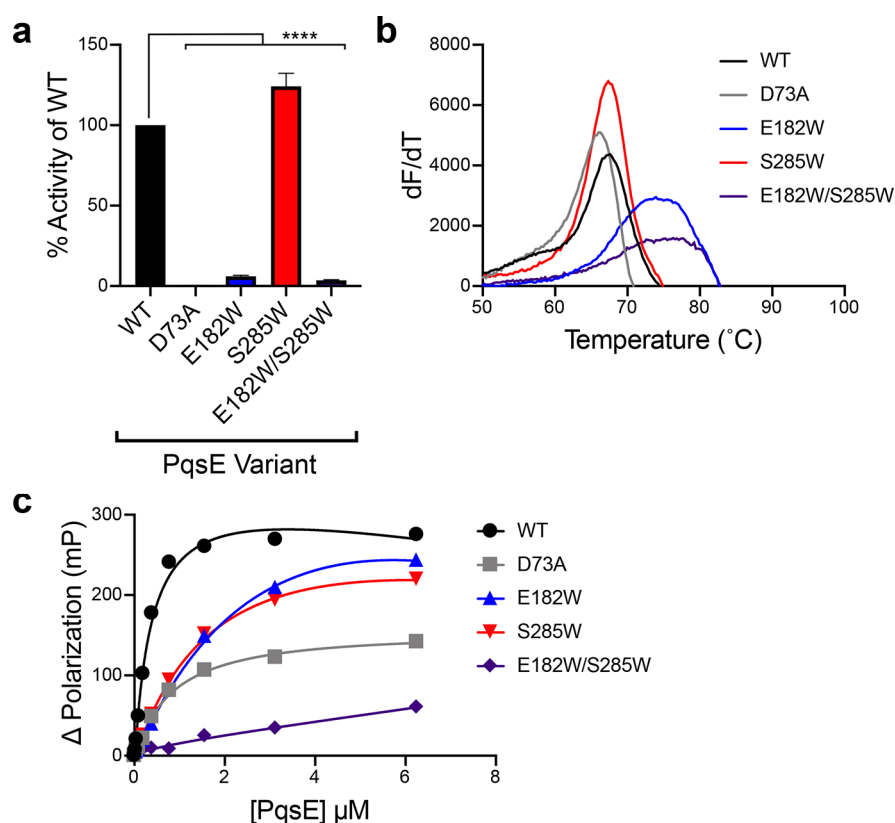 a
****
150
100
50
0
% Activity of WT
WT
D73A
E182W
S285W
E182W/S285W
PqsE Variant
b
8000
6000
4000
2000
0
dF/dT
50 60 70 80 90 100
Temperature (˚C)
WT
D73A
E182W
S285W
E182W/S285W
c
300
200
100
0
Δ Polarization (mP)
0 2 4 6 8
[PqsE] μM
WT
D73A
E182W
S285W
E182W/S285W